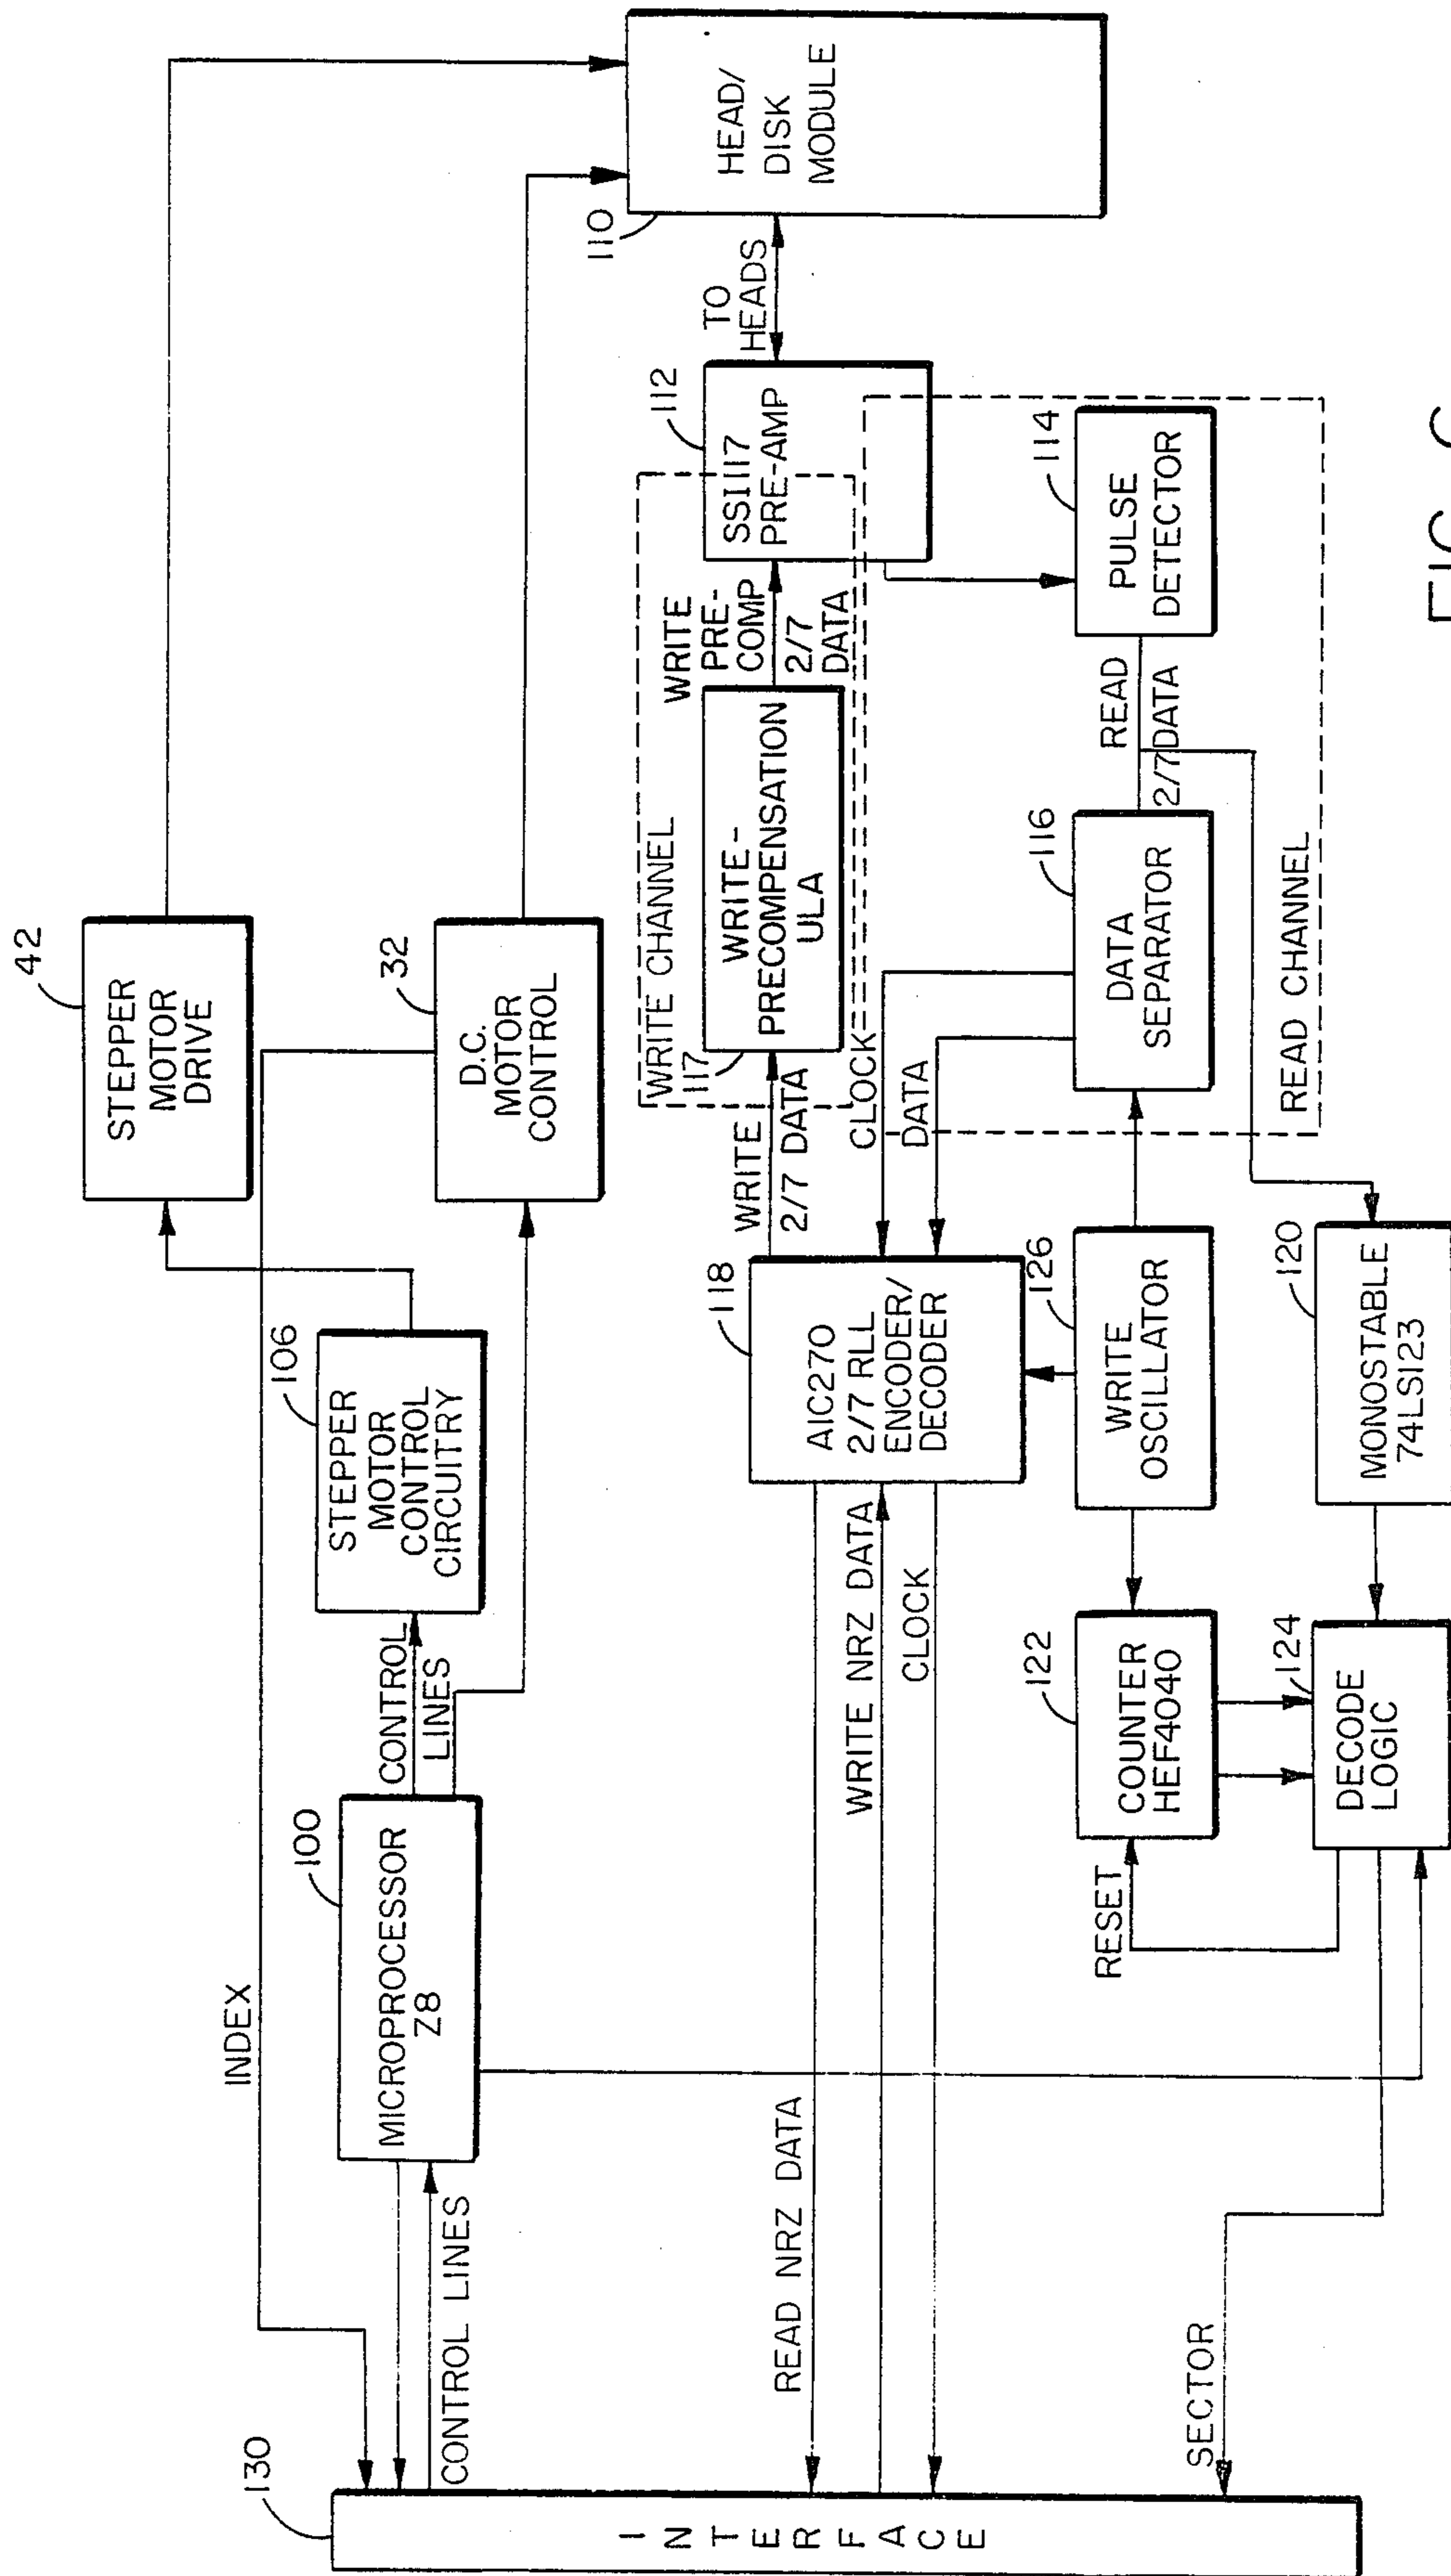 42
STEPPER
MOTOR
DRIVE
32
D.C.
MOTOR
CONTROL
106
STEPPER
MOTOR
CONTROL
CIRCUITRY
100
MICROPROCESSOR
Z8
CONTROL
LINES
INDEX
130
INTERFACE
CONTROL LINES
110
HEAD/
DISK
MODULE
TO
HEADS
112
SSI117
PRE-AMP
WRITE
PRE-
COMP
2/7
DATA
WRITE CHANNEL
117
WRITE-
PRECOMPENSATION
ULA
WRITE
2/7 DATA
CLOCK
DATA
118
AIC270
2/7 RLL
ENCODER/
DECODER
READ NRZ DATA
WRITE NRZ DATA
CLOCK
114
PULSE
DETECTOR
READ
2/7 DATA
116
DATA
SEPARATOR
READ CHANNEL
126
WRITE
OSCILLATOR
120
MONOSTABLE
74LS123
122
COUNTER
HEF4040
124
DECODE
LOGIC
RESET
SECTOR